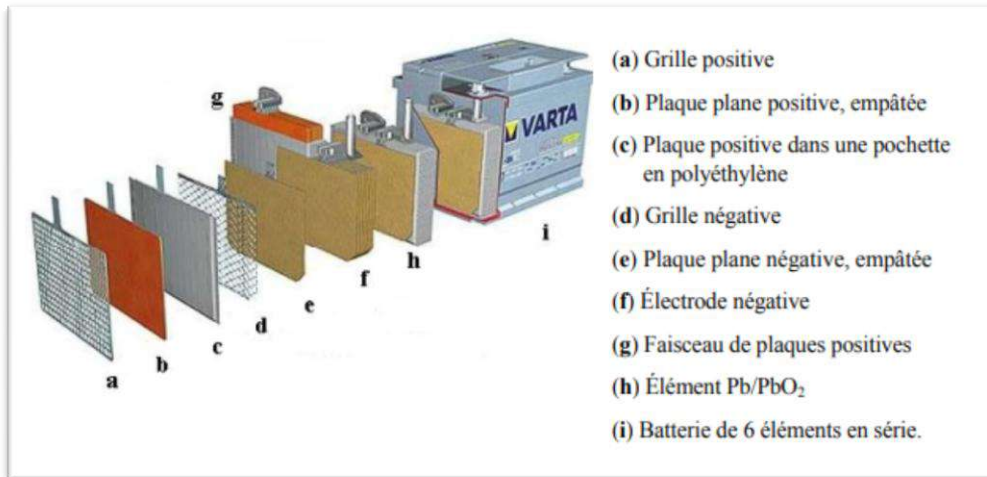 (a) Grille positive
(b) Plaque plane positive, empâtée
(c) Plaque positive dans une pochette
en polyéthylène
(d) Grille négative
(e) Plaque plane négative, empâtée
(f) Électrode négative
(g) Faisceau de plaques positives
(h) Élément Pb/PbO₂
(i) Batterie de 6 éléments en série.
g
VARTA
VARTA
i
h
f
e
d
c
b
a